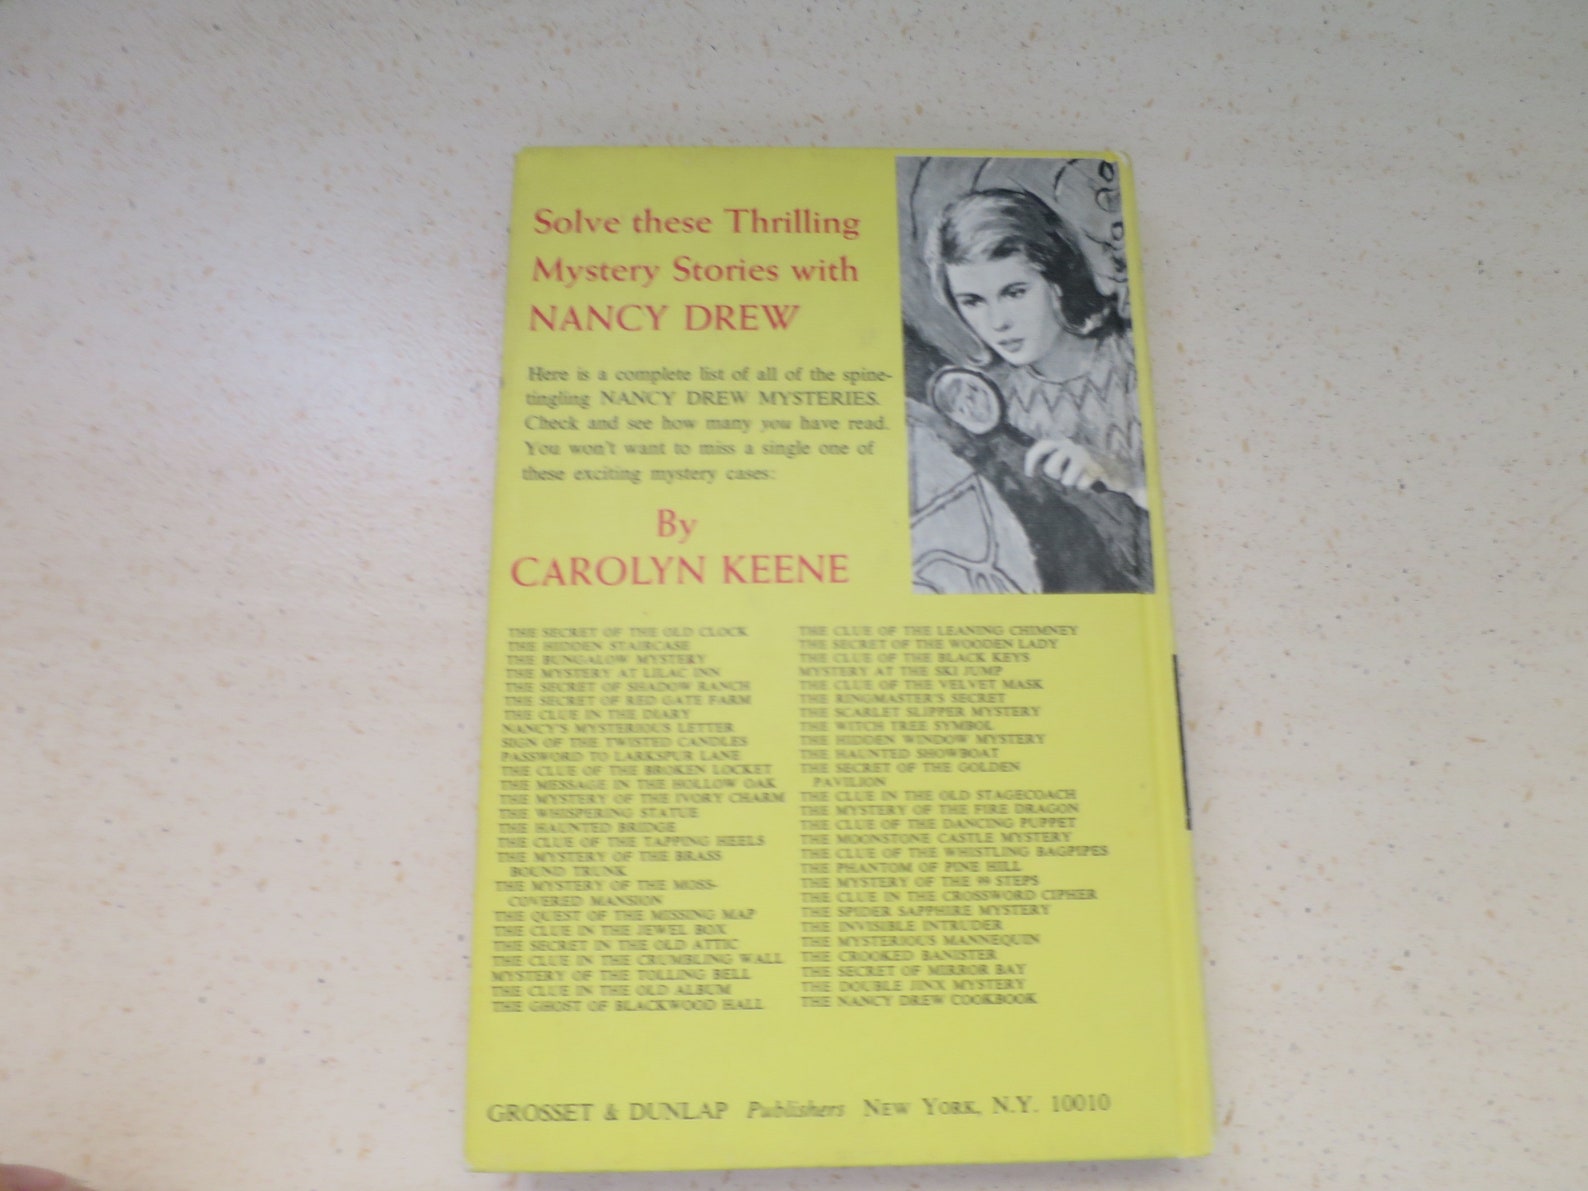 Solve these Thrilling
Mystery Stories with
NANCY DREW
Here is a complete list of all of the spine-
tingling NANCY DREW MYSTERIES.
Check and see how many you have read.
You won't want to miss a single one of
these exciting mystery cases:
By
CAROLYN KEENE
THE SECRET OF THE OLD CLOCK
THE HIDDEN STAIRCASE
THE BUNGALOW MYSTERY
THE MYSTERY AT LILAC INN
THE SECRET OF SHADOW RANCH
THE SECRET OF RED GATE FARM
THE CLUE IN THE DIARY
NANCY'S MYSTERIOUS LETTER
SIGN OF THE TWISTED CANDLES
PASSWORD TO LARKSPUR LANE
THE CLUE OF THE BROKEN LOCKET
THE MESSAGE IN THE HOLLOW OAK
THE MYSTERY OF THE IVORY CHARM
THE WHISPERING STATUE
THE HAUNTED BRIDGE
THE CLUE OF THE TAPPING HEELS
THE MYSTERY OF THE BRASS
BOUND TRUNK
THE MYSTERY OF THE MOSS-
COVERED MANSION
THE QUEST OF THE MISSING MAP
THE CLUE IN THE JEWEL BOX
THE SECRET IN THE OLD ATTIC
THE CLUE IN THE CRUMBLING WALL
MYSTERY OF THE TOLLING BELL
THE CLUE IN THE OLD ALBUM
THE GHOST OF BLACKWOOD HALL
THE CLUE OF THE LEANING CHIMNEY
THE SECRET OF THE WOODEN LADY
THE CLUE OF THE BLACK KEYS
MYSTERY AT THE SKI JUMP
THE CLUE OF THE VELVET MASK
THE RINGMASTER'S SECRET
THE SCARLET SLIPPER MYSTERY
THE WITCH TREE SYMBOL
THE HIDDEN WINDOW MYSTERY
THE HAUNTED SHOWBOAT
THE SECRET OF THE GOLDEN
PAVILION
THE CLUE IN THE OLD STAGECOACH
THE MYSTERY OF THE FIRE DRAGON
THE CLUE OF THE DANCING PUPPET
THE MOONSTONE CASTLE MYSTERY
THE CLUE OF THE WHISTLING BAGPIPES
THE PHANTOM OF PINE HILL
THE MYSTERY OF THE 99 STEPS
THE CLUE IN THE CROSSWORD CIPHER
THE SPIDER SAPPHIRE MYSTERY
THE INVISIBLE INTRUDER
THE MYSTERIOUS MANNEQUIN
THE CROOKED BANISTER
THE SECRET OF MIRROR BAY
THE DOUBLE JINX MYSTERY
THE NANCY DREW COOKBOOK
GROSSET & DUNLAP Publishers NEW YORK, N.Y. 10010